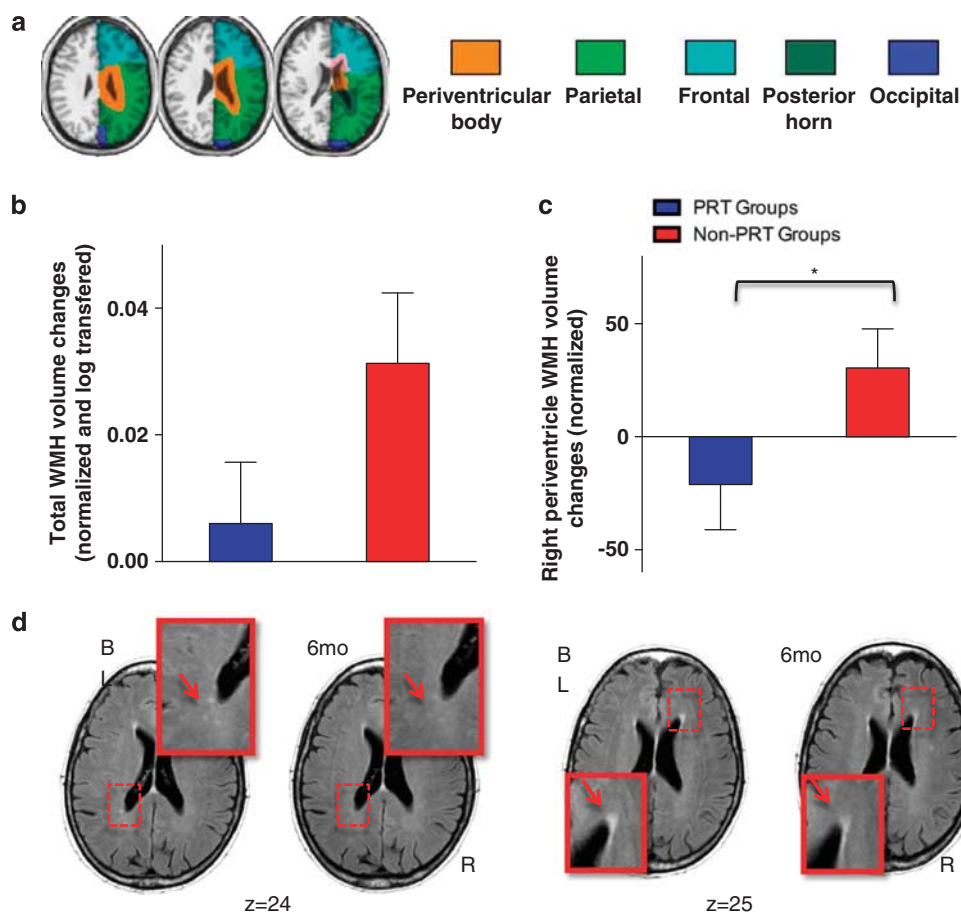 a
Periventricular body
Parietal
Frontal
Posterior horn
Occipital
b
Total WMH volume changes
(normalized and log transfered)
0.04
0.02
0.00
c
PRT Groups
Non-PRT Groups
Right periventricle WMH volume
changes (normalized)
*
50
0
-50
d
B
L
6mo
R
z=24
B
L
6mo
R
z=25